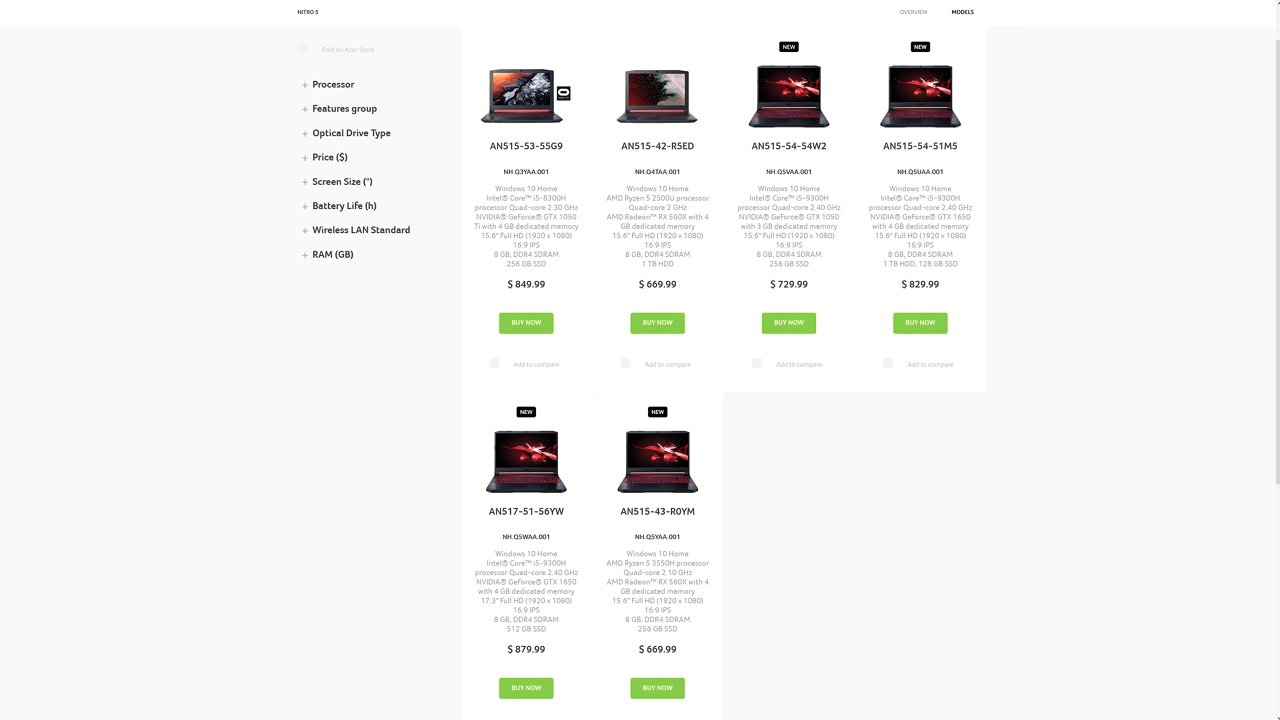 NITRO 5
OVERVIEW
MODELS
Sold on Acer Store
Processor
Features group
Optical Drive Type
Price ($)
Screen Size (")
Battery Life (h)
Wireless LAN Standard
RAM (GB)
AN515-53-55G9
NH.Q3YAA.001
Windows 10 Home
Intel® Core™ i5-8300H
processor Quad-core 2.30 GHz
NVIDIA® GeForce® GTX 1050
Ti with 4 GB dedicated memory
15.6" Full HD (1920 x 1080)
16:9 IPS
8 GB, DDR4 SDRAM
256 GB SSD
$ 849.99
BUY NOW
Add to compare
AN515-42-R5ED
NH.Q4TAA.001
Windows 10 Home
AMD Ryzen 5 2500U processor
Quad-core 2 GHz
AMD Radeon™ RX 560X with 4
GB dedicated memory
15.6" Full HD (1920 x 1080)
16:9 IPS
8 GB, DDR4 SDRAM
1 TB HDD
$ 669.99
BUY NOW
Add to compare
NEW
AN515-54-54W2
NH.Q5VAA.001
Windows 10 Home
Intel® Core™ i5-9300H
processor Quad-core 2.40 GHz
NVIDIA® GeForce® GTX 1050
with 3 GB dedicated memory
15.6" Full HD (1920 x 1080)
16:9 IPS
8 GB, DDR4 SDRAM
256 GB SSD
$ 729.99
BUY NOW
Add to compare
NEW
AN515-54-51M5
NH.Q5UAA.001
Windows 10 Home
Intel® Core™ i5-9300H
processor Quad-core 2.40 GHz
NVIDIA® GeForce® GTX 1650
with 4 GB dedicated memory
15.6" Full HD (1920 x 1080)
16:9 IPS
8 GB, DDR4 SDRAM
1 TB HDD, 128 GB SSD
$ 829.99
BUY NOW
Add to compare
NEW
AN517-51-56YW
NH.Q5WAA.001
Windows 10 Home
Intel® Core™ i5-9300H
processor Quad-core 2.40 GHz
NVIDIA® GeForce® GTX 1650
with 4 GB dedicated memory
17.3" Full HD (1920 x 1080)
16:9 IPS
8 GB, DDR4 SDRAM
512 GB SSD
$ 879.99
BUY NOW
NEW
AN515-43-R0YM
NH.Q5YAA.001
Windows 10 Home
AMD Ryzen 5 3550H processor
Quad-core 2.10 GHz
AMD Radeon™ RX 560X with 4
GB dedicated memory
15.6" Full HD (1920 x 1080)
16:9 IPS
8 GB, DDR4 SDRAM
256 GB SSD
$ 669.99
BUY NOW